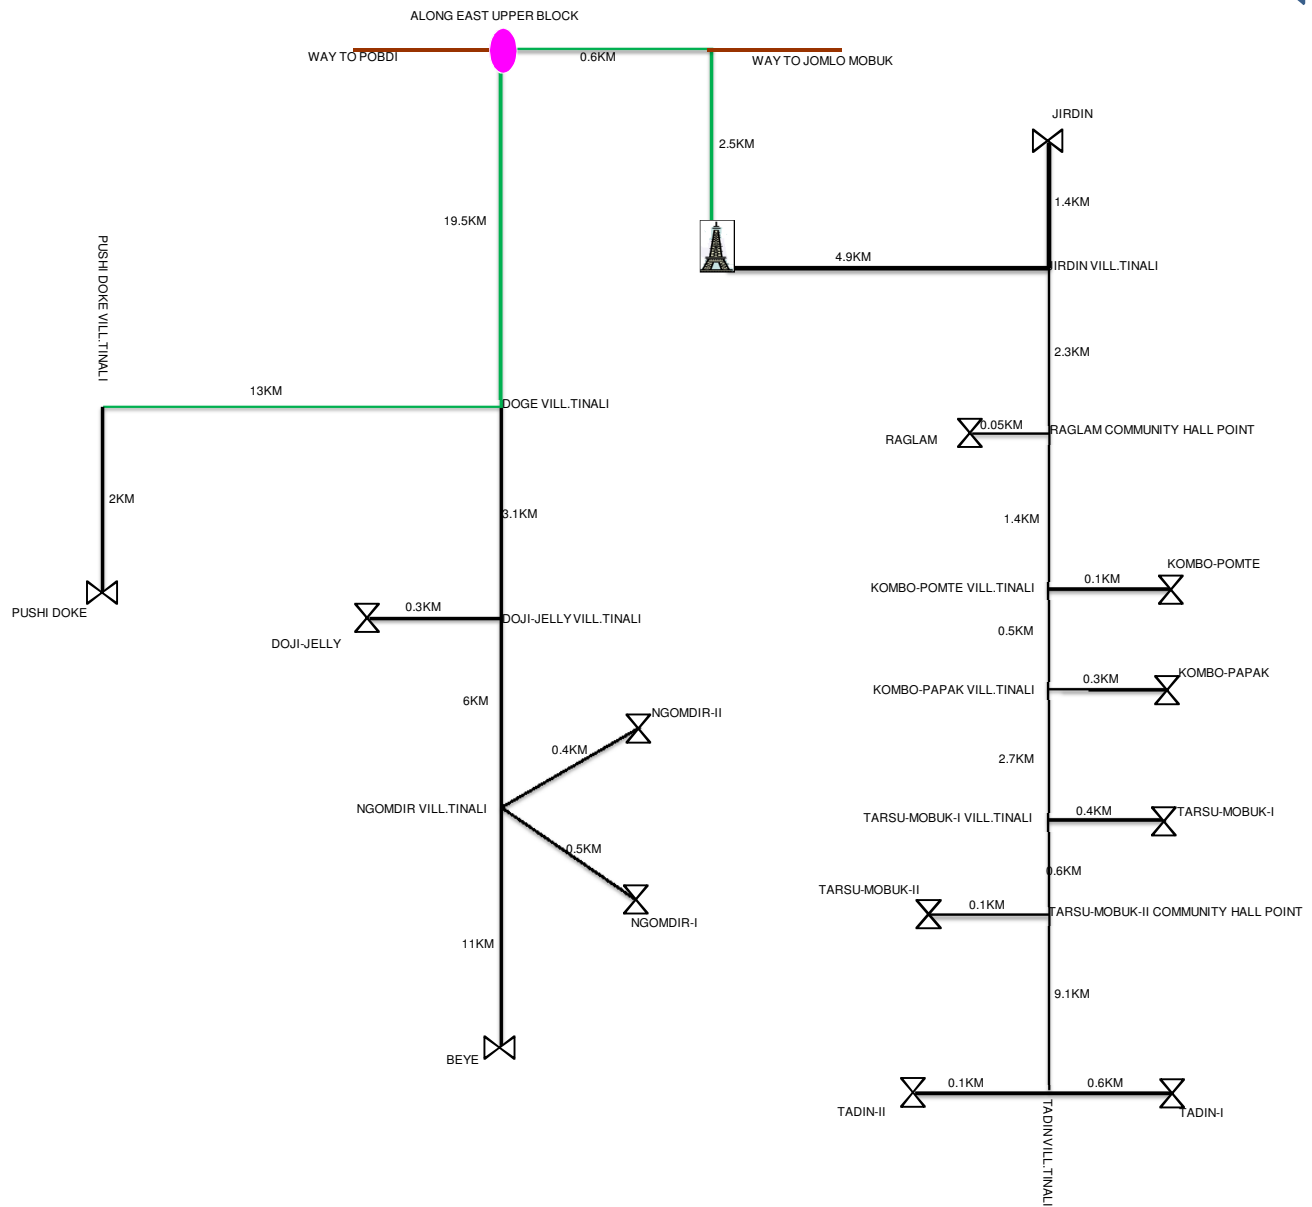 ALONG EAST UPPER BLOCK
WAY TO POBDI
0.6KM
WAY TO JOMLO MOBUK
JIRDIN
2.5KM
1.4KM
19.5KM
PUSHI DOKE VILL.TINALI
4.9KM
JIRDIN VILL.TINALI
2.3KM
13KM
DOGE VILL.TINALI
0.05KM
RAGLAM
RAGLAM COMMUNITY HALL POINT
2KM
3.1KM
1.4KM
KOMBO-POMTE
0.1KM
KOMBO-POMTE VILL.TINALI
PUSHI DOKE
0.3KM
DOJI-JELLY VILL.TINALI
DOJI-JELLY
0.5KM
KOMBO-PAPAK
0.3KM
KOMBO-PAPAK VILL.TINALI
6KM
NGOMDIR-II
0.4KM
2.7KM
NGOMDIR VILL.TINALI
0.4KM
TARSU-MOBUK-I
TARSU-MOBUK-I VILL.TINALI
0.5KM
0.6KM
TARSU-MOBUK-II
0.1KM
TARSU-MOBUK-II COMMUNITY HALL POINT
NGOMDIR-I
11KM
9.1KM
BEYE
0.1KM
0.6KM
TADIN-II
TADIN-I
TADIN VILL.TINALI